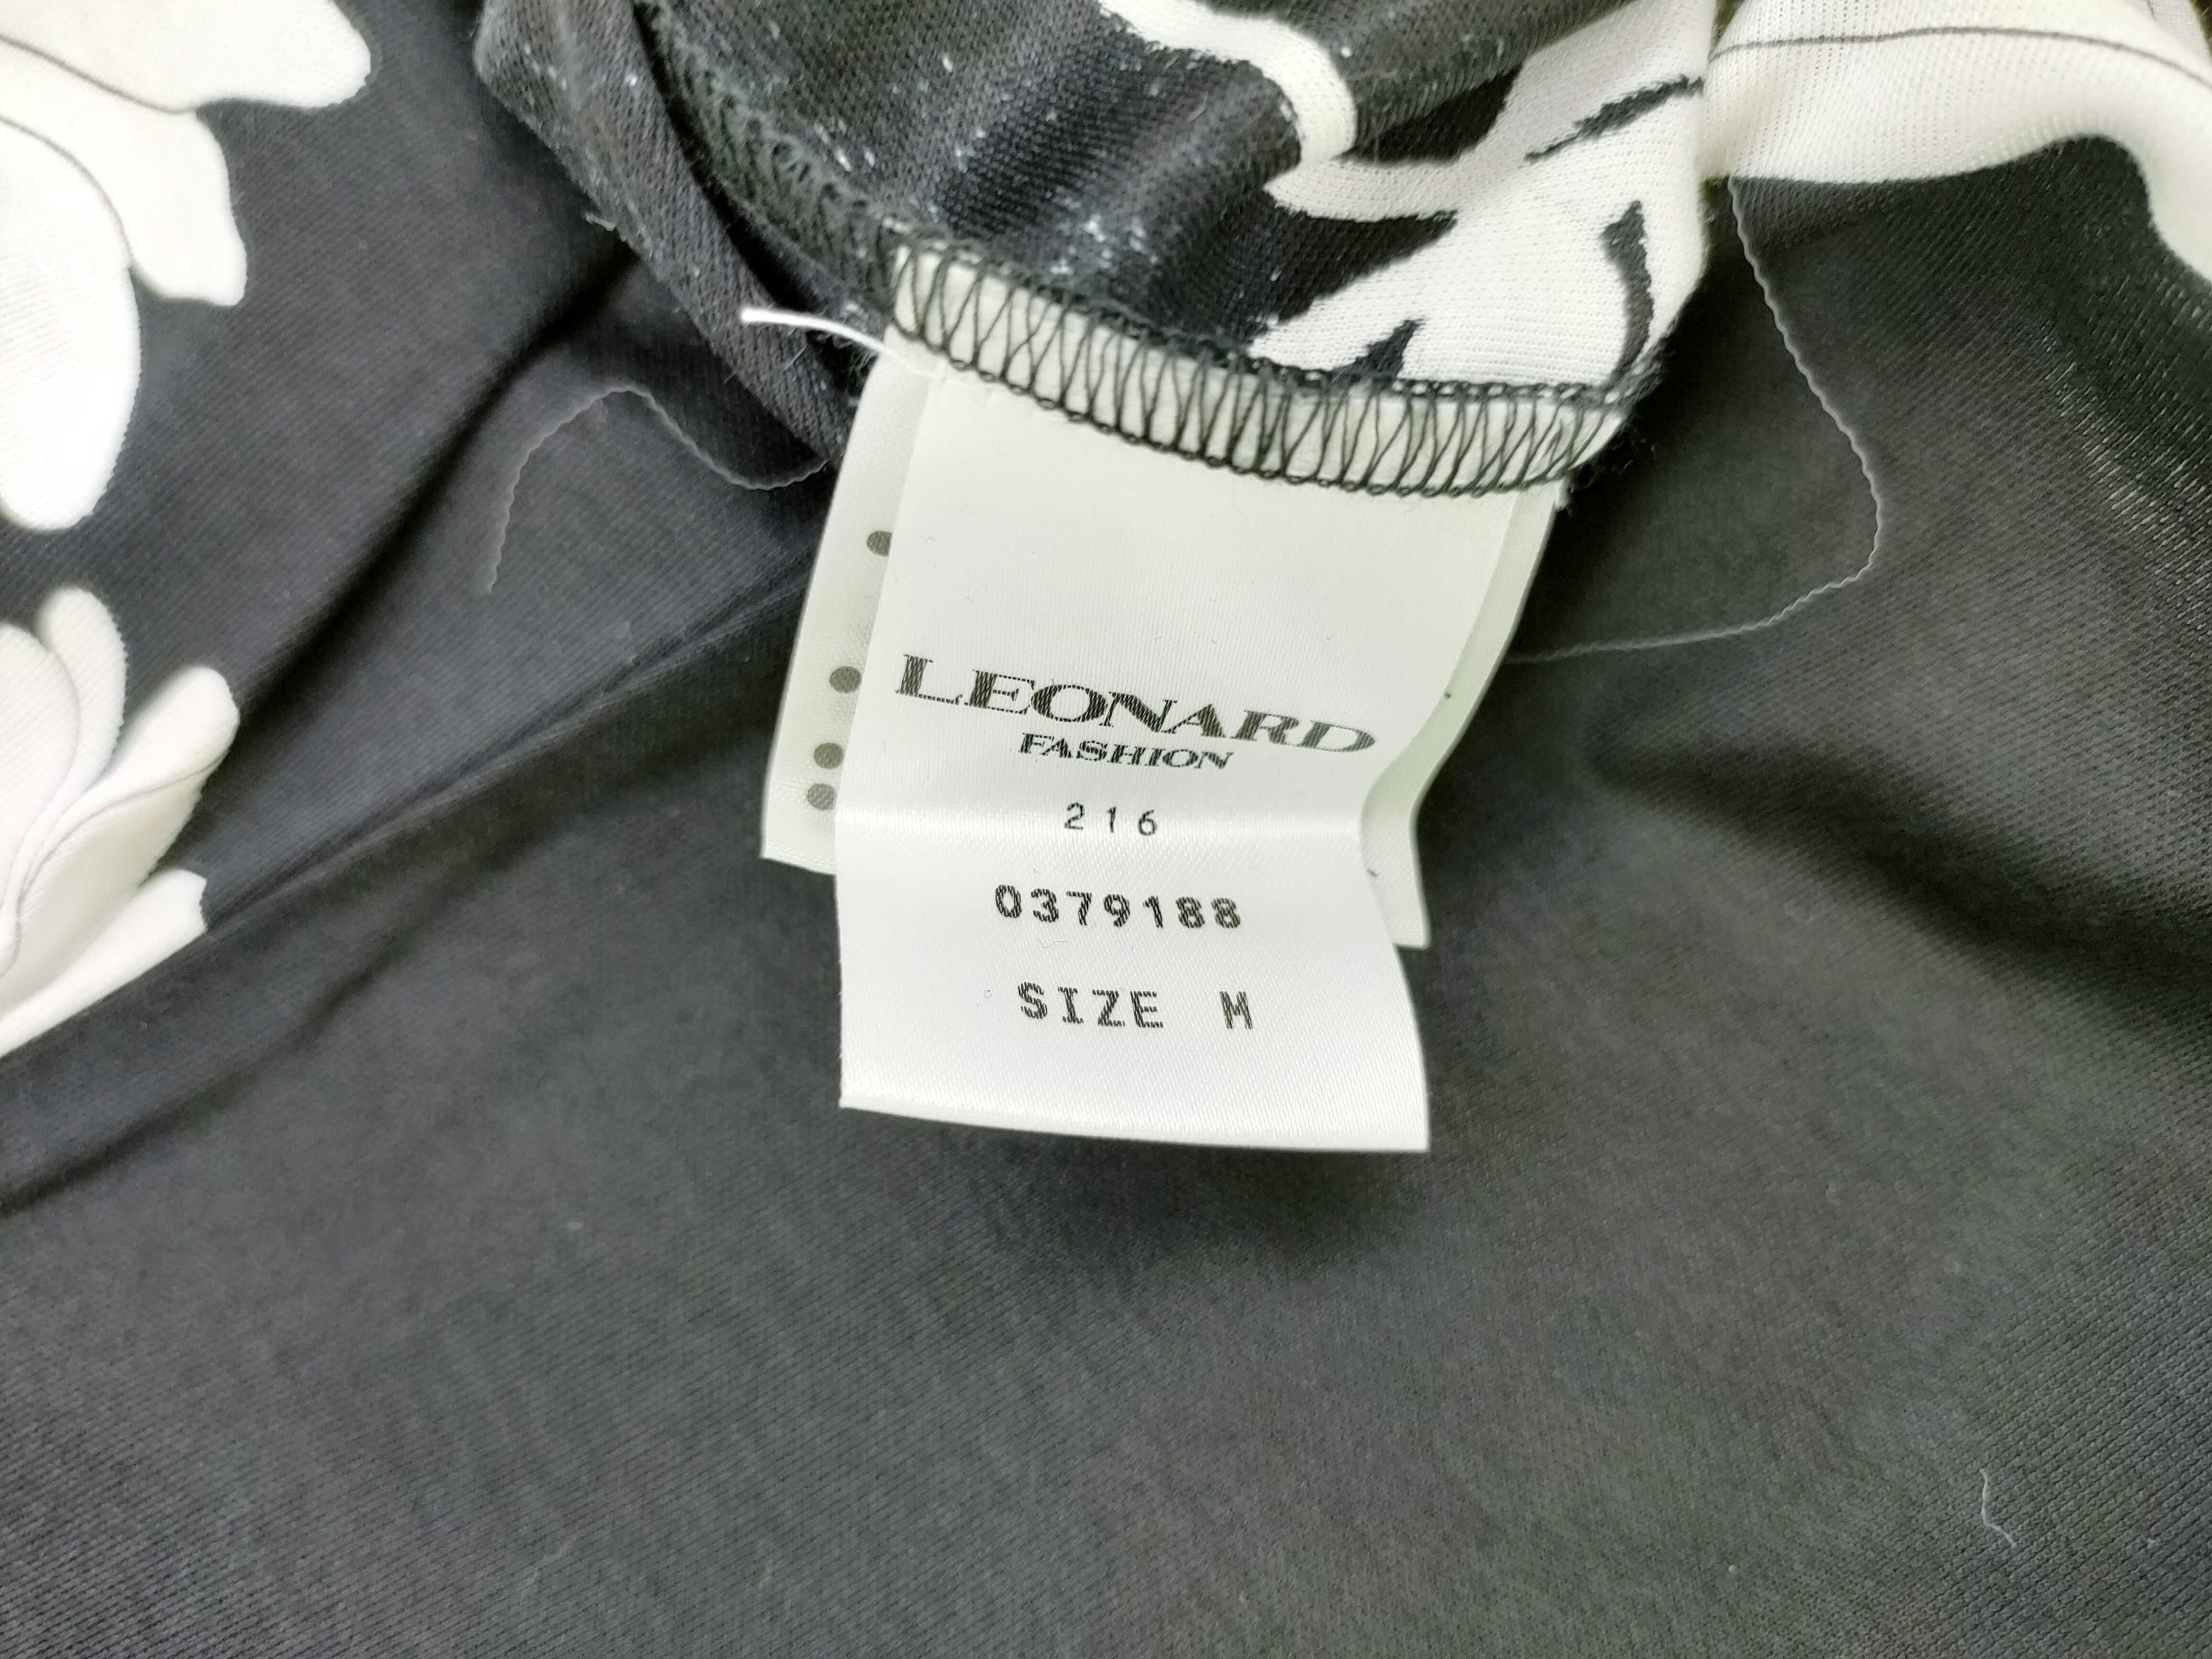 LEONARD
FASHION
216
0379188
SIZE M